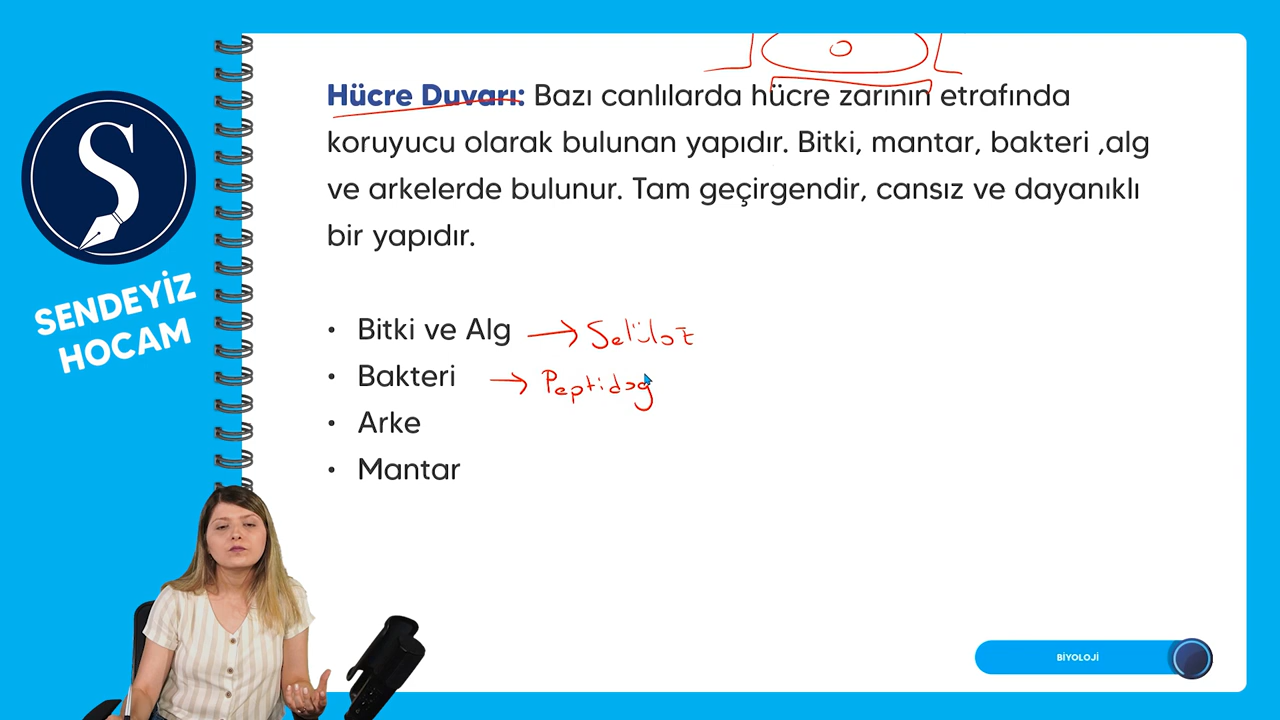 SENDEYİZ
HOCAM
Hücre Duvarı: Bazı canlılarda hücre zarının etrafında
koruyucu olarak bulunan yapıdır. Bitki, mantar, bakteri ,alg
ve arkelerde bulunur. Tam geçirgendir, cansız ve dayanıklı
bir yapıdır.
• Bitki ve Alg → Selüloz
• Bakteri → Peptidog
• Arke
• Mantar
BİYOLOJİ